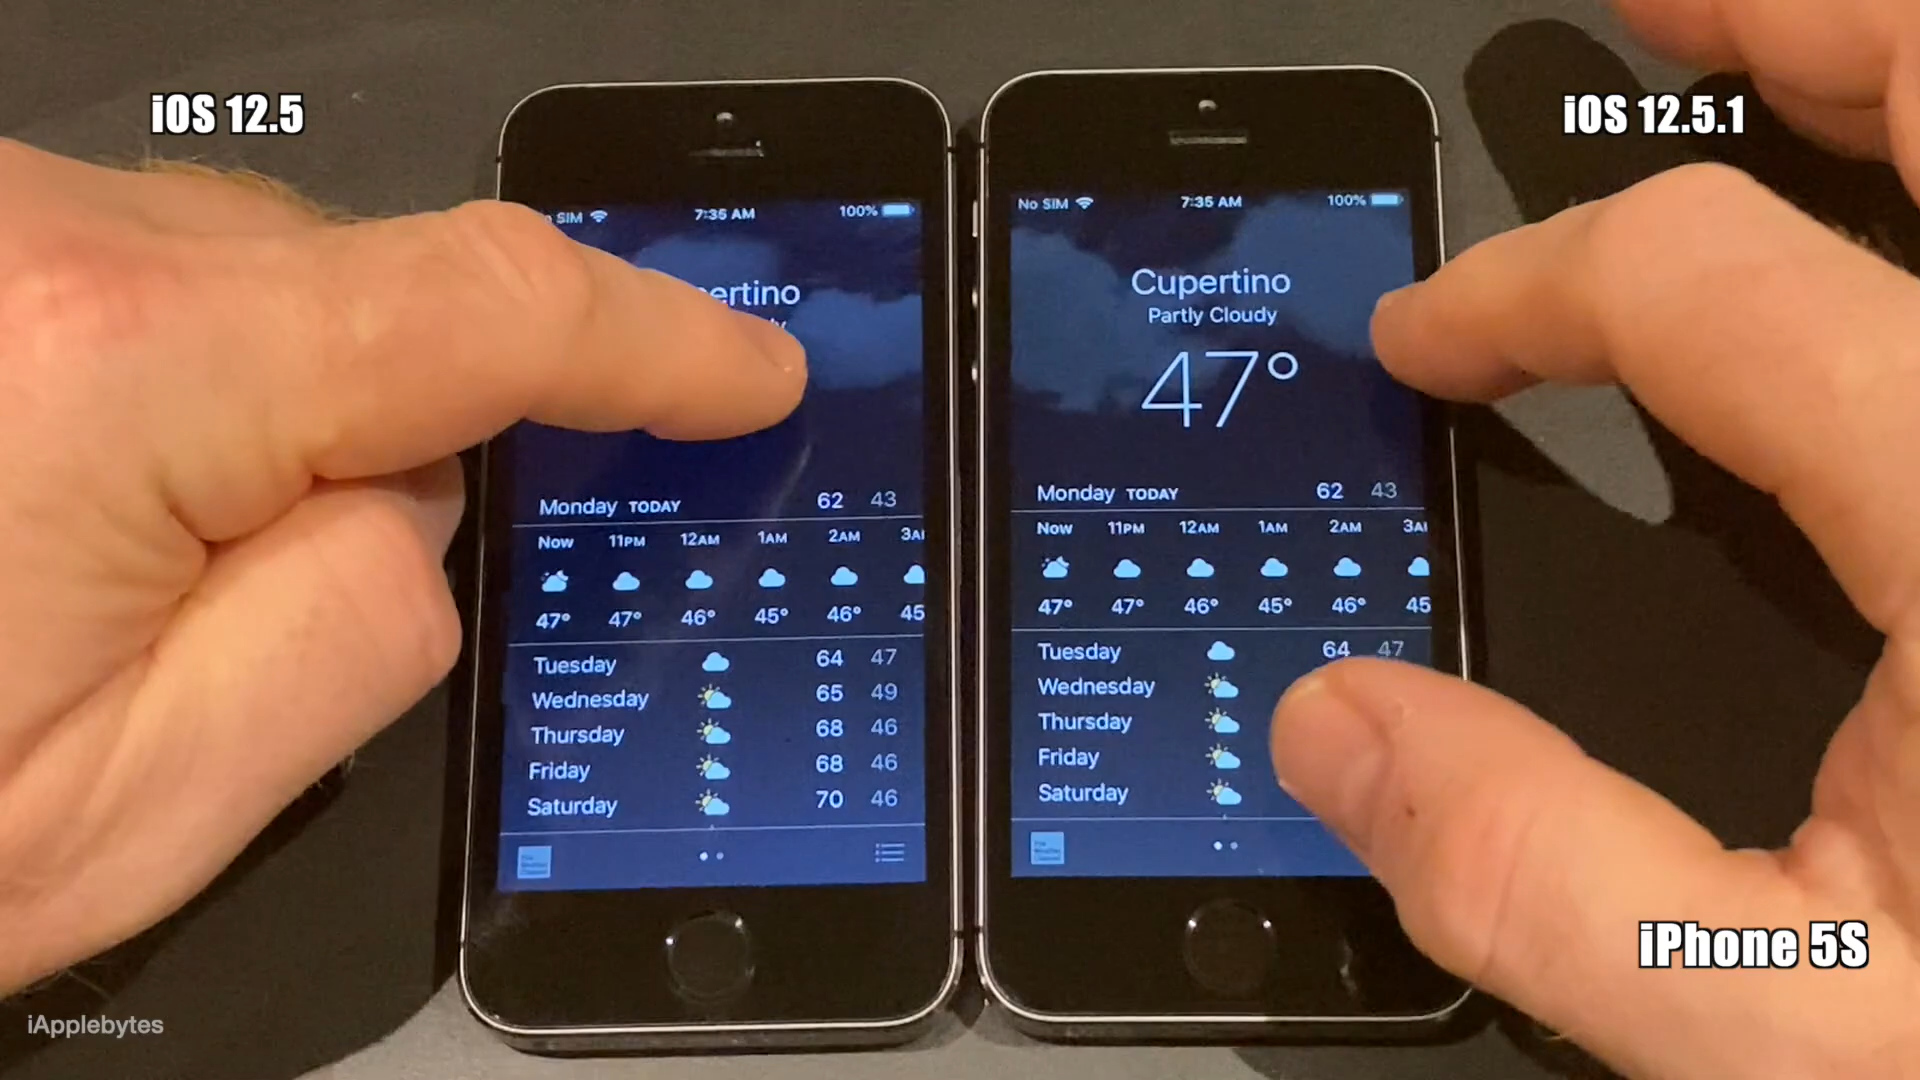 iOS 12.5
iOS 12.5.1
SIM 7:35 AM 100%
ertino
Monday TODAY 62 43
Now 11PM 12AM 1AM 2AM 3A
47° 47° 46° 45° 46° 45
Tuesday 64 47
Wednesday 65 49
Thursday 68 46
Friday 68 46
Saturday 70 46
No SIM 7:35 AM 100%
Cupertino
Partly Cloudy
47°
Monday TODAY 62 43
Now 11PM 12AM 1AM 2AM 3A
47° 47° 46° 45° 46° 45
Tuesday 64 47
Wednesday
Thursday
Friday
Saturday
iPhone 5S
iApplebytes